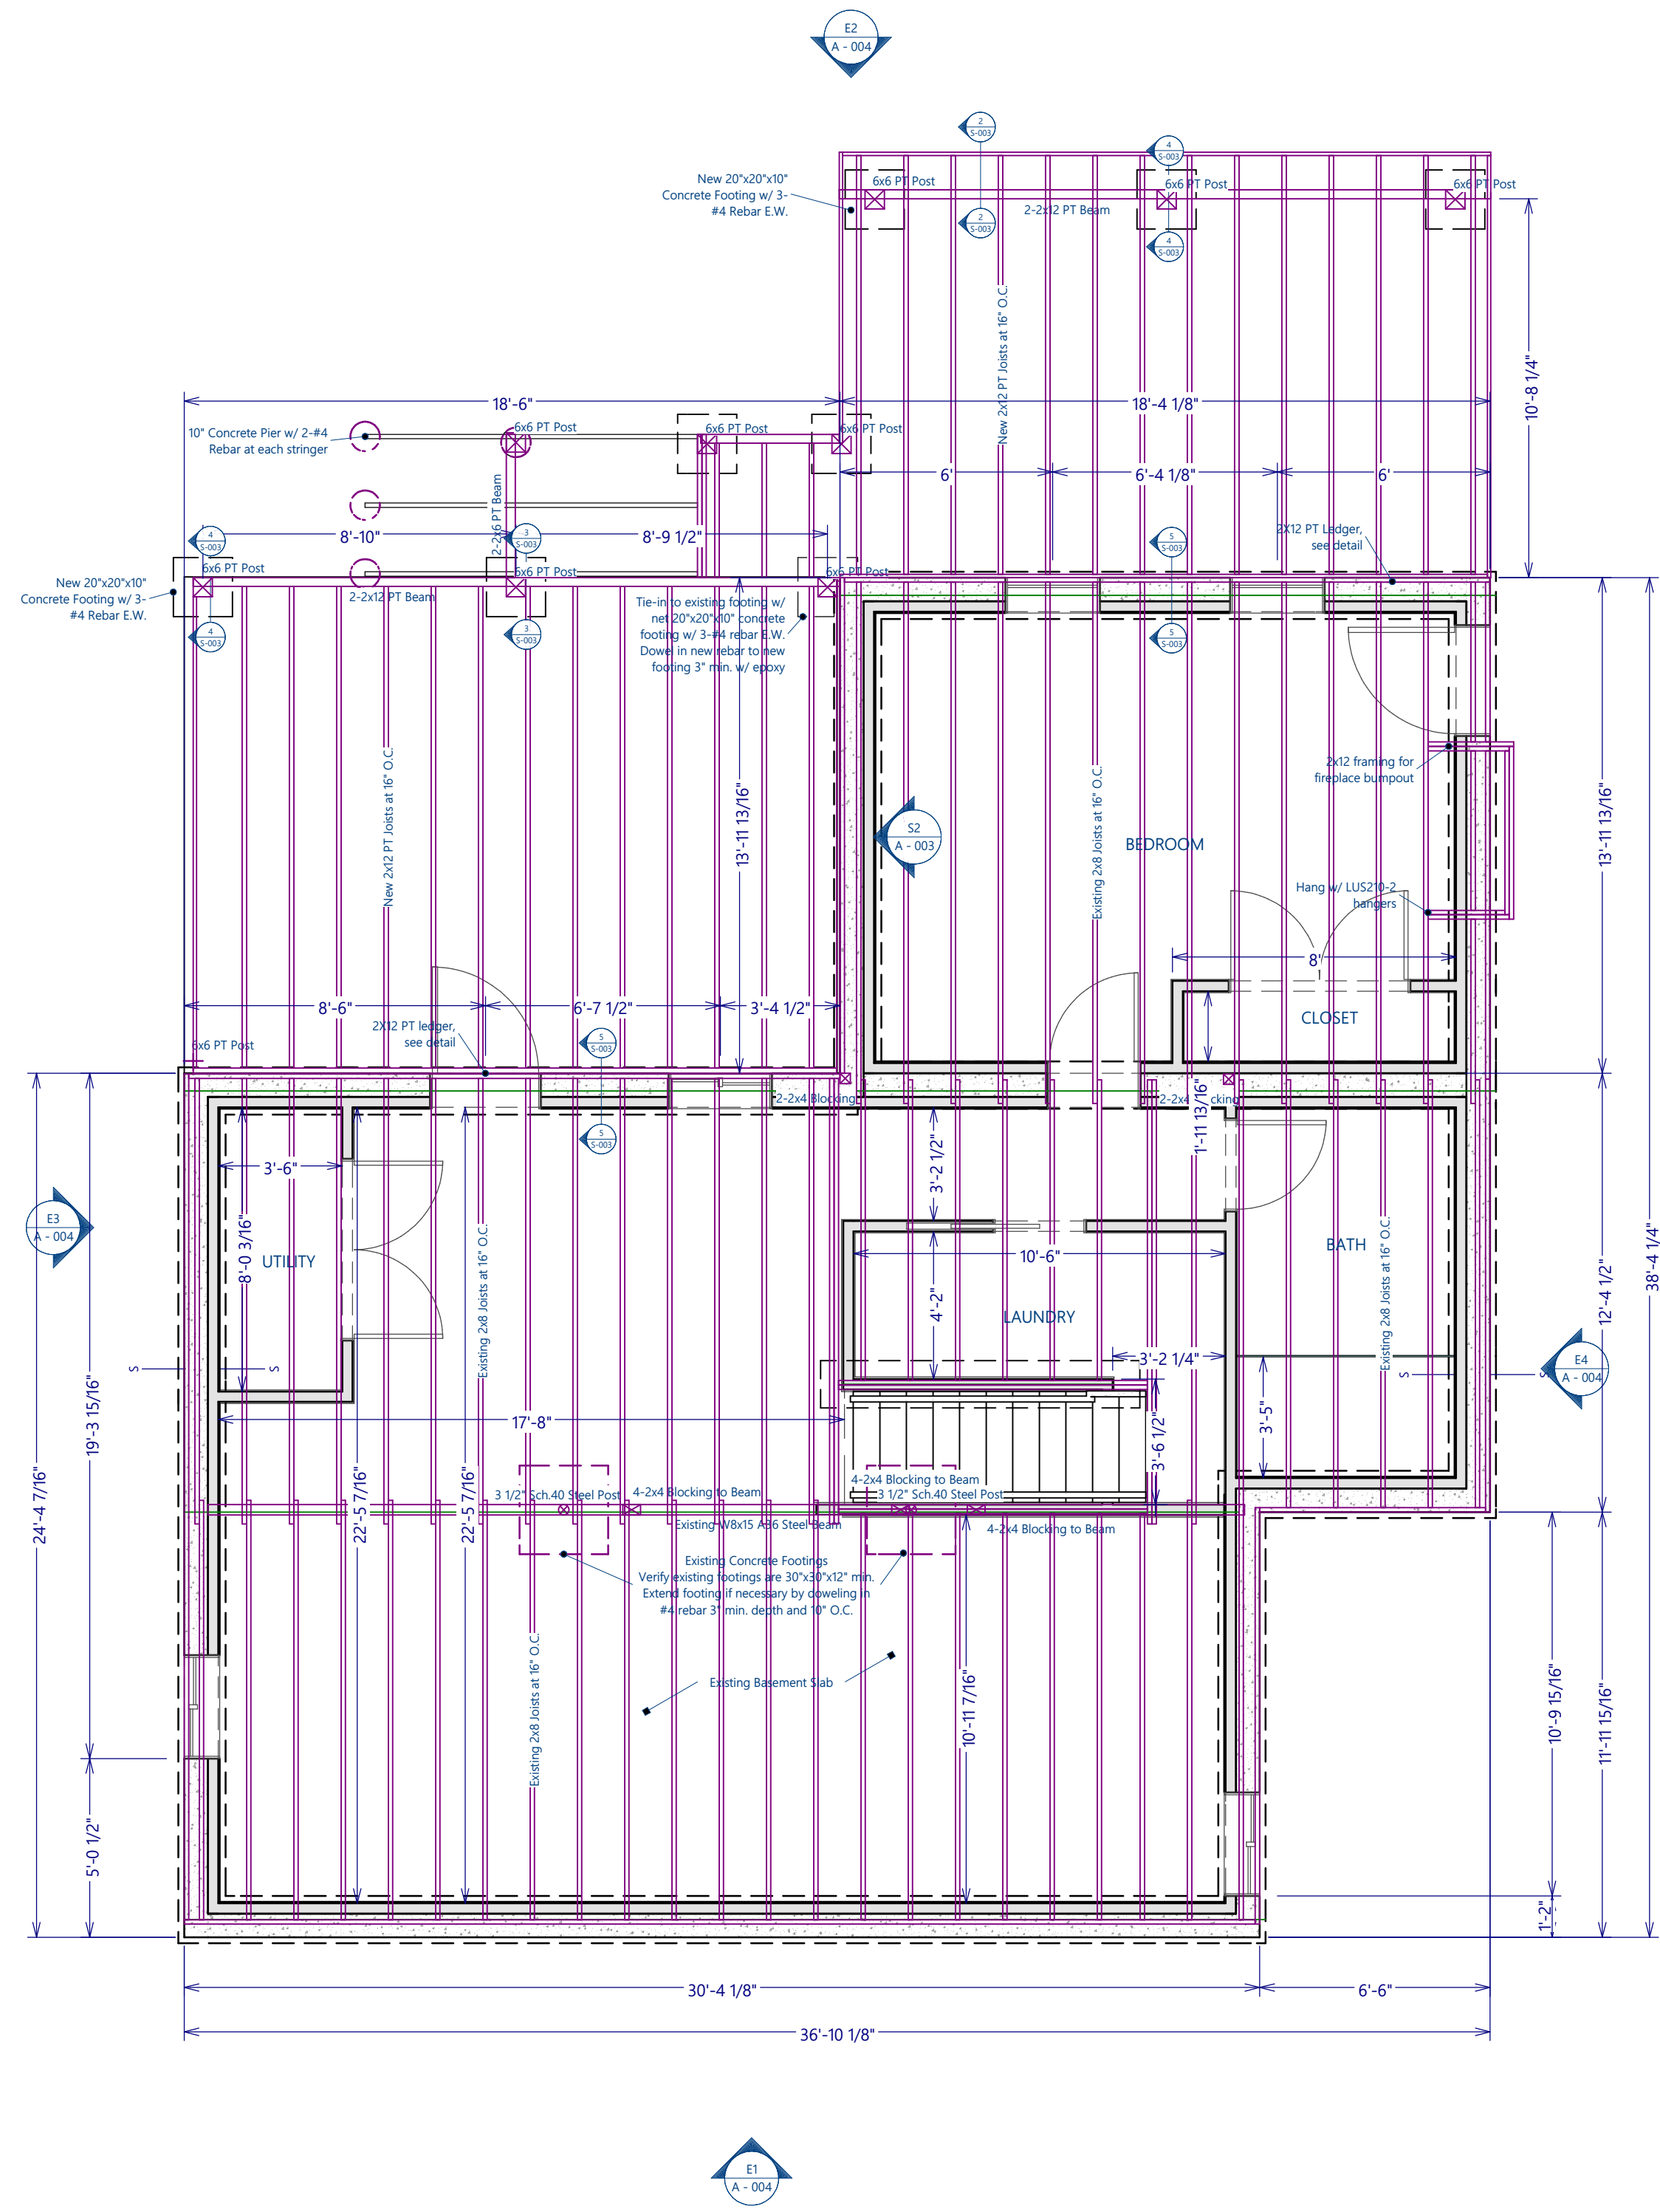 E2
A - 004
2
S-003
4
S-003
New 20"x20"x10"
Concrete Footing w/ 3-
#4 Rebar E.W.
6x6 PT Post
6x6 PT Post
6x6 PT Post
2-2x12 PT Beam
2
S-003
4
S-003
New 2x12 PT Joists at 16" O.C.
10'-8 1/4"
18'-6"
18'-4 1/8"
10" Concrete Pier w/ 2-#4
Rebar at each stringer
6x6 PT Post
6x6 PT Post
6x6 PT Post
6'
6'-4 1/8"
6'
2-2x6 PT Beam
8'-10"
8'-9 1/2"
4
S-003
3
S-003
5
S-003
2X12 PT Ledger,
see detail
6x6 PT Post
6x6 PT Post
6x6 PT Post
New 20"x20"x10"
Concrete Footing w/ 3-
#4 Rebar E.W.
2-2x12 PT Beam
4
S-003
3
S-003
5
S-003
Tie-in to existing footing w/
net 20"x20"x10" concrete
footing w/ 3-#4 rebar E.W.
Dowel in new rebar to new
footing 3" min. w/ epoxy
New 2x12 PT Joists at 16" O.C.
13'-11 13/16"
S2
A - 003
BEDROOM
Existing 2x8 Joists at 16" O.C.
2x12 framing for
fireplace bumpout
Hang w/ LUS210-2
hangers
13'-11 13/16"
8'
CLOSET
1'-11 13/16"
8'-6"
6'-7 1/2"
3'-4 1/2"
2X12 PT ledger,
see detail
6x6 PT Post
5
S-003
2-2x4 Blocking
2-2x4
cking
5
S-003
3'-6"
8'-0 3/16"
UTILITY
Existing 2x8 Joists at 16" O.C.
3'-2 1/2"
10'-6"
4'-2"
LAUNDRY
BATH
Existing 2x8 Joists at 16" O.C.
3'-2 1/4"
3'-5"
3'-6 1/2"
12'-4 1/2"
38'-4 1/4"
E3
A - 004
E4
A - 004
S
S
S
S
17'-8"
19'-3 15/16"
24'-4 7/16"
22'-5 7/16"
22'-5 7/16"
3 1/2" Sch.40 Steel Post
4-2x4 Blocking to Beam
4-2x4 Blocking to Beam
3 1/2" Sch.40 Steel Post
Existing W8x15 A36 Steel Beam
4-2x4 Blocking to Beam
Existing Concrete Footings
Verify existing footings are 30"x30"x12" min.
Extend footing if necessary by doweling in
#4 rebar 3" min. depth and 10" O.C.
Existing 2x8 Joists at 16" O.C.
Existing Basement Slab
10'-11 7/16"
10'-9 15/16"
11'-11 15/16"
5'-0 1/2"
1'-2"
30'-4 1/8"
6'-6"
36'-10 1/8"
E1
A - 004